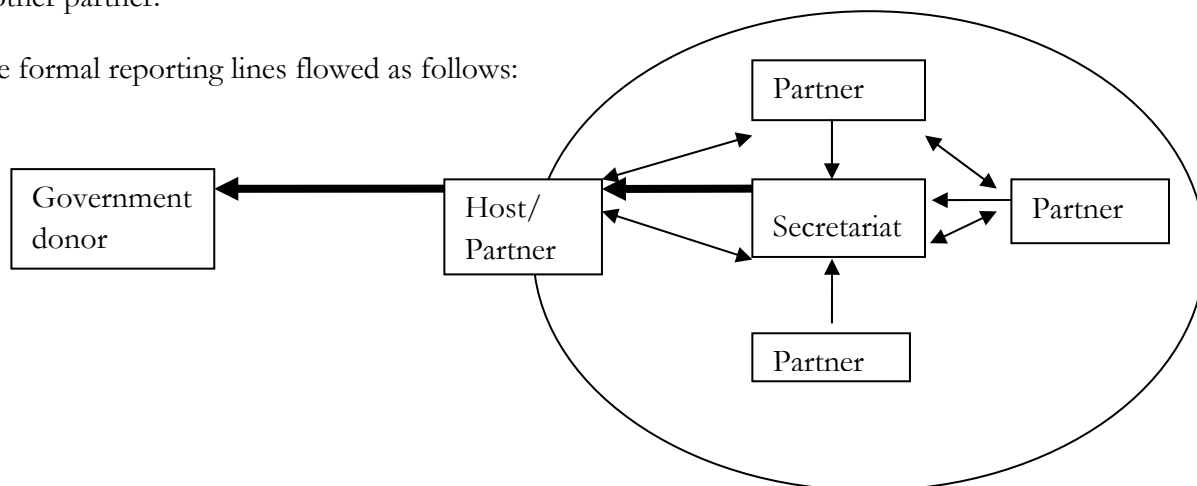 other partner.
e formal reporting lines flowed as follows:
Partner
Government
donor
Host/
Partner
Secretariat
Partner
Partner